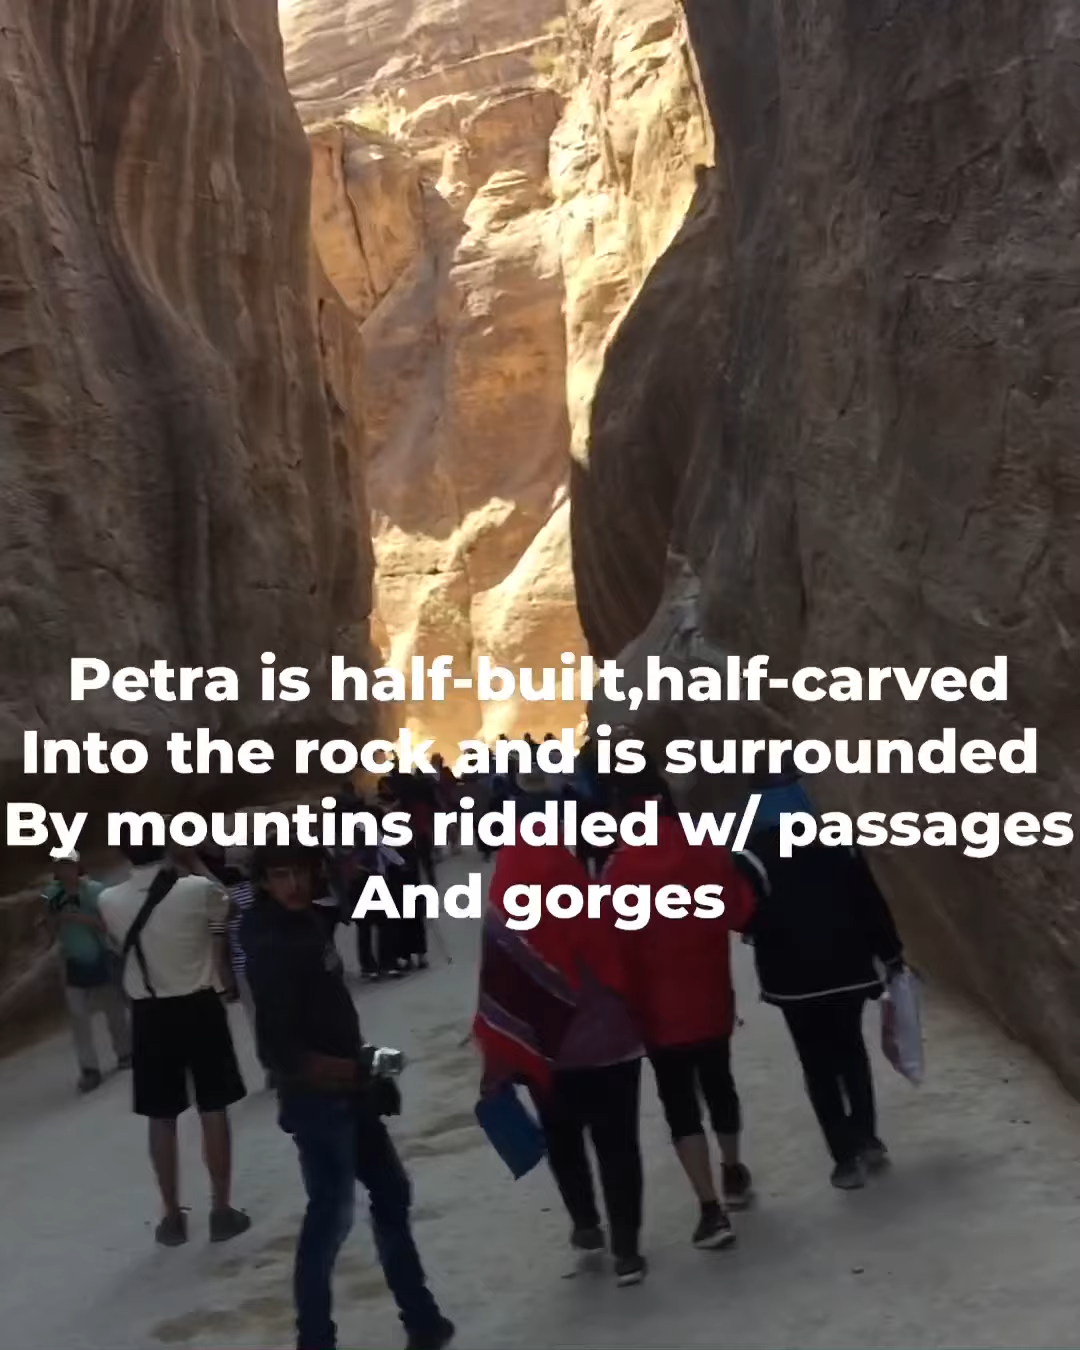 Petra is half-built,half-carved
Into the rock and is surrounded
By mountins riddled w/ passages
And gorges